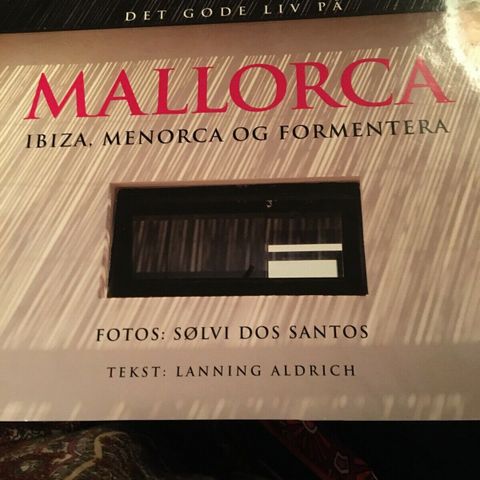 DET GODE LIV PÅ
MALLORCA
IBIZA, MENORCA OG FORMENTERA
FOTOS: SØLVI DOS SANTOS
TEKST: LANNING ALDRICH